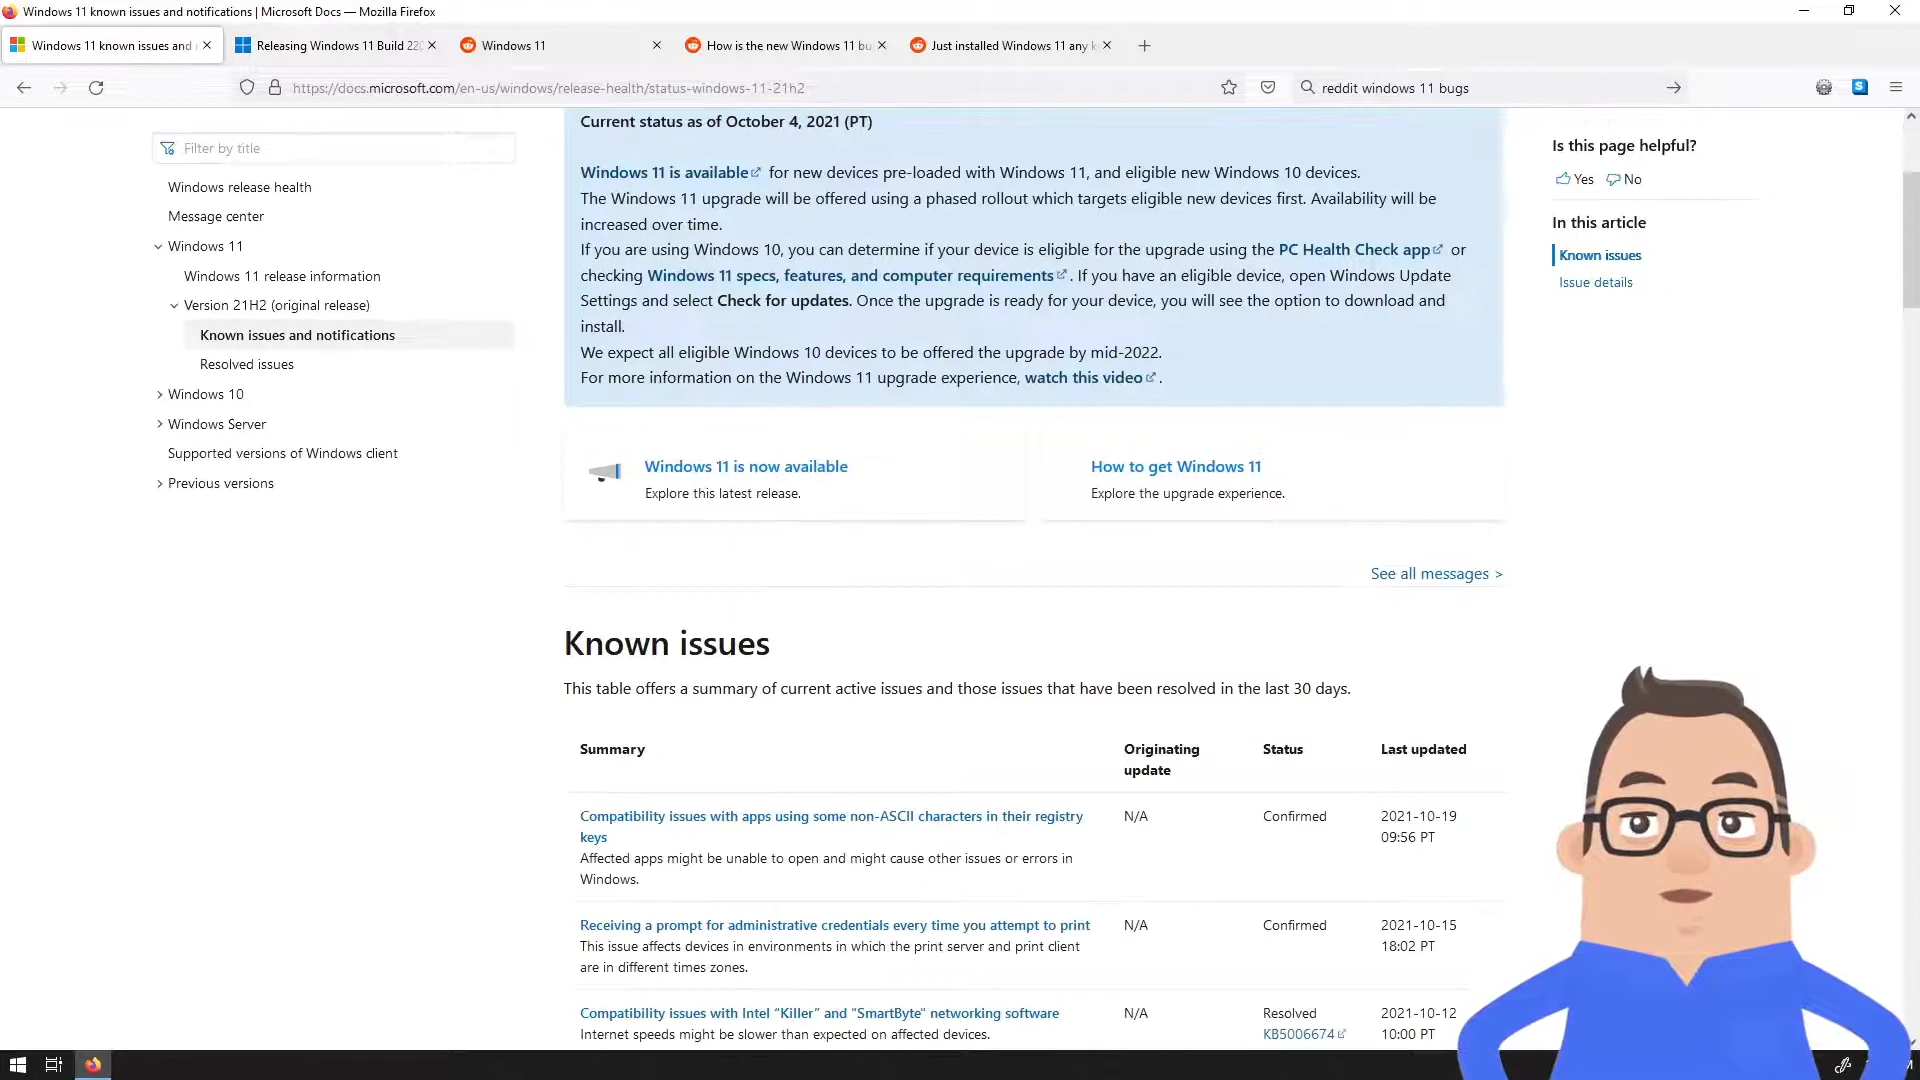 Windows 11 known issues and notifications | Microsoft Docs — Mozilla Firefox
Windows 11 known issues and
Releasing Windows 11 Build 220
Windows 11
How is the new Windows 11 bu
Just installed Windows 11 any k
https://docs.microsoft.com/en-us/windows/release-health/status-windows-11-21h2
reddit windows 11 bugs
S
Filter by title
Windows release health
Message center
Windows 11
Windows 11 release information
Version 21H2 (original release)
Known issues and notifications
Resolved issues
Windows 10
Windows Server
Supported versions of Windows client
Previous versions
Current status as of October 4, 2021 (PT)
Windows 11 is available for new devices pre-loaded with Windows 11, and eligible new Windows 10 devices.
The Windows 11 upgrade will be offered using a phased rollout which targets eligible new devices first. Availability will be
increased over time.
If you are using Windows 10, you can determine if your device is eligible for the upgrade using the PC Health Check app or
checking Windows 11 specs, features, and computer requirements. If you have an eligible device, open Windows Update
Settings and select Check for updates. Once the upgrade is ready for your device, you will see the option to download and
install.
We expect all eligible Windows 10 devices to be offered the upgrade by mid-2022.
For more information on the Windows 11 upgrade experience, watch this video.
Windows 11 is now available
Explore this latest release.
How to get Windows 11
Explore the upgrade experience.
See all messages >
Known issues
This table offers a summary of current active issues and those issues that have been resolved in the last 30 days.
Summary
Originating
update
Status
Last updated
Compatibility issues with apps using some non-ASCII characters in their registry
keys
Affected apps might be unable to open and might cause other issues or errors in
Windows.
N/A
Confirmed
2021-10-19
09:56 PT
Receiving a prompt for administrative credentials every time you attempt to print
This issue affects devices in environments in which the print server and print client
are in different times zones.
N/A
Confirmed
2021-10-15
18:02 PT
Compatibility issues with Intel “Killer” and "SmartByte" networking software
Internet speeds might be slower than expected on affected devices.
N/A
Resolved
KB5006674
2021-10-12
10:00 PT
Is this page helpful?
Yes No
In this article
Known issues
Issue details